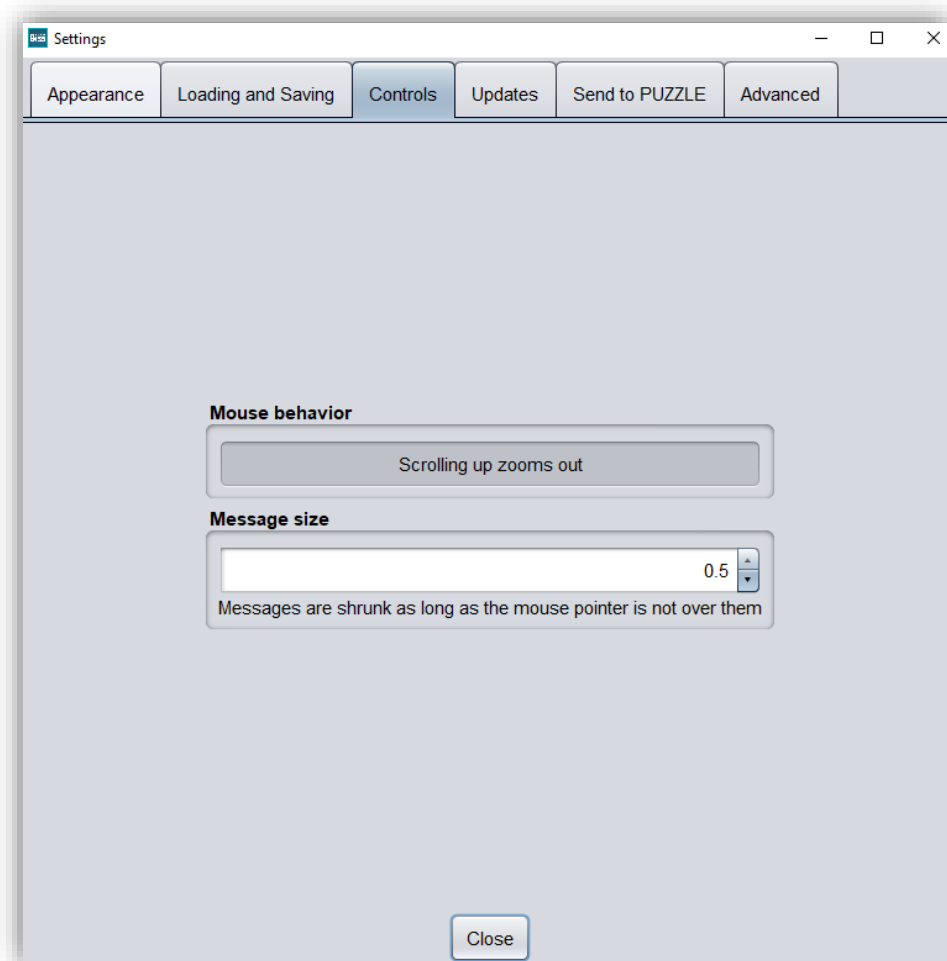 Settings
Appearance Loading and Saving Controls Updates Send to PUZZLE Advanced
Mouse behavior
Scrolling up zooms out
Message size
0.5
Messages are shrunk as long as the mouse pointer is not over them
Close